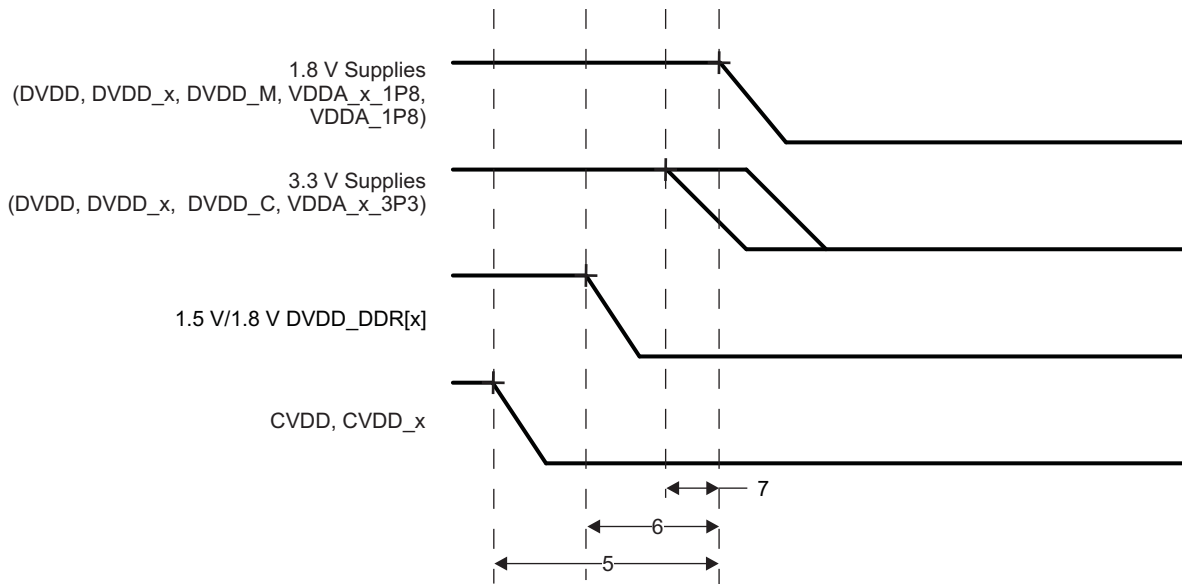 1.8 V Supplies
(DVDD, DVDD_x, DVDD_M, VDDA_x_1P8,
VDDA_1P8)
3.3 V Supplies
(DVDD, DVDD_x, DVDD_C, VDDA_x_3P3)
1.5 V/1.8 V DVDD_DDR[x]
CVDD, CVDD_x
7
6
5